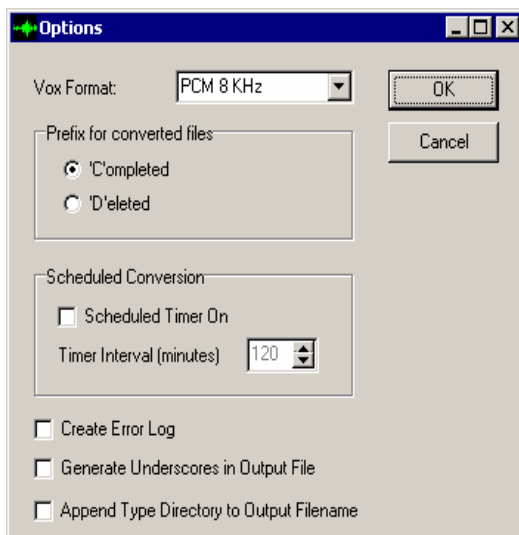 Options
Vox Format: PCM 8 KHz
OK
Prefix for converted files
Cancel
'C'ompleted
'D'eleted
Scheduled Conversion
Scheduled Timer On
Timer Interval (minutes) 120
Create Error Log
Generate Underscores in Output File
Append Type Directory to Output Filename